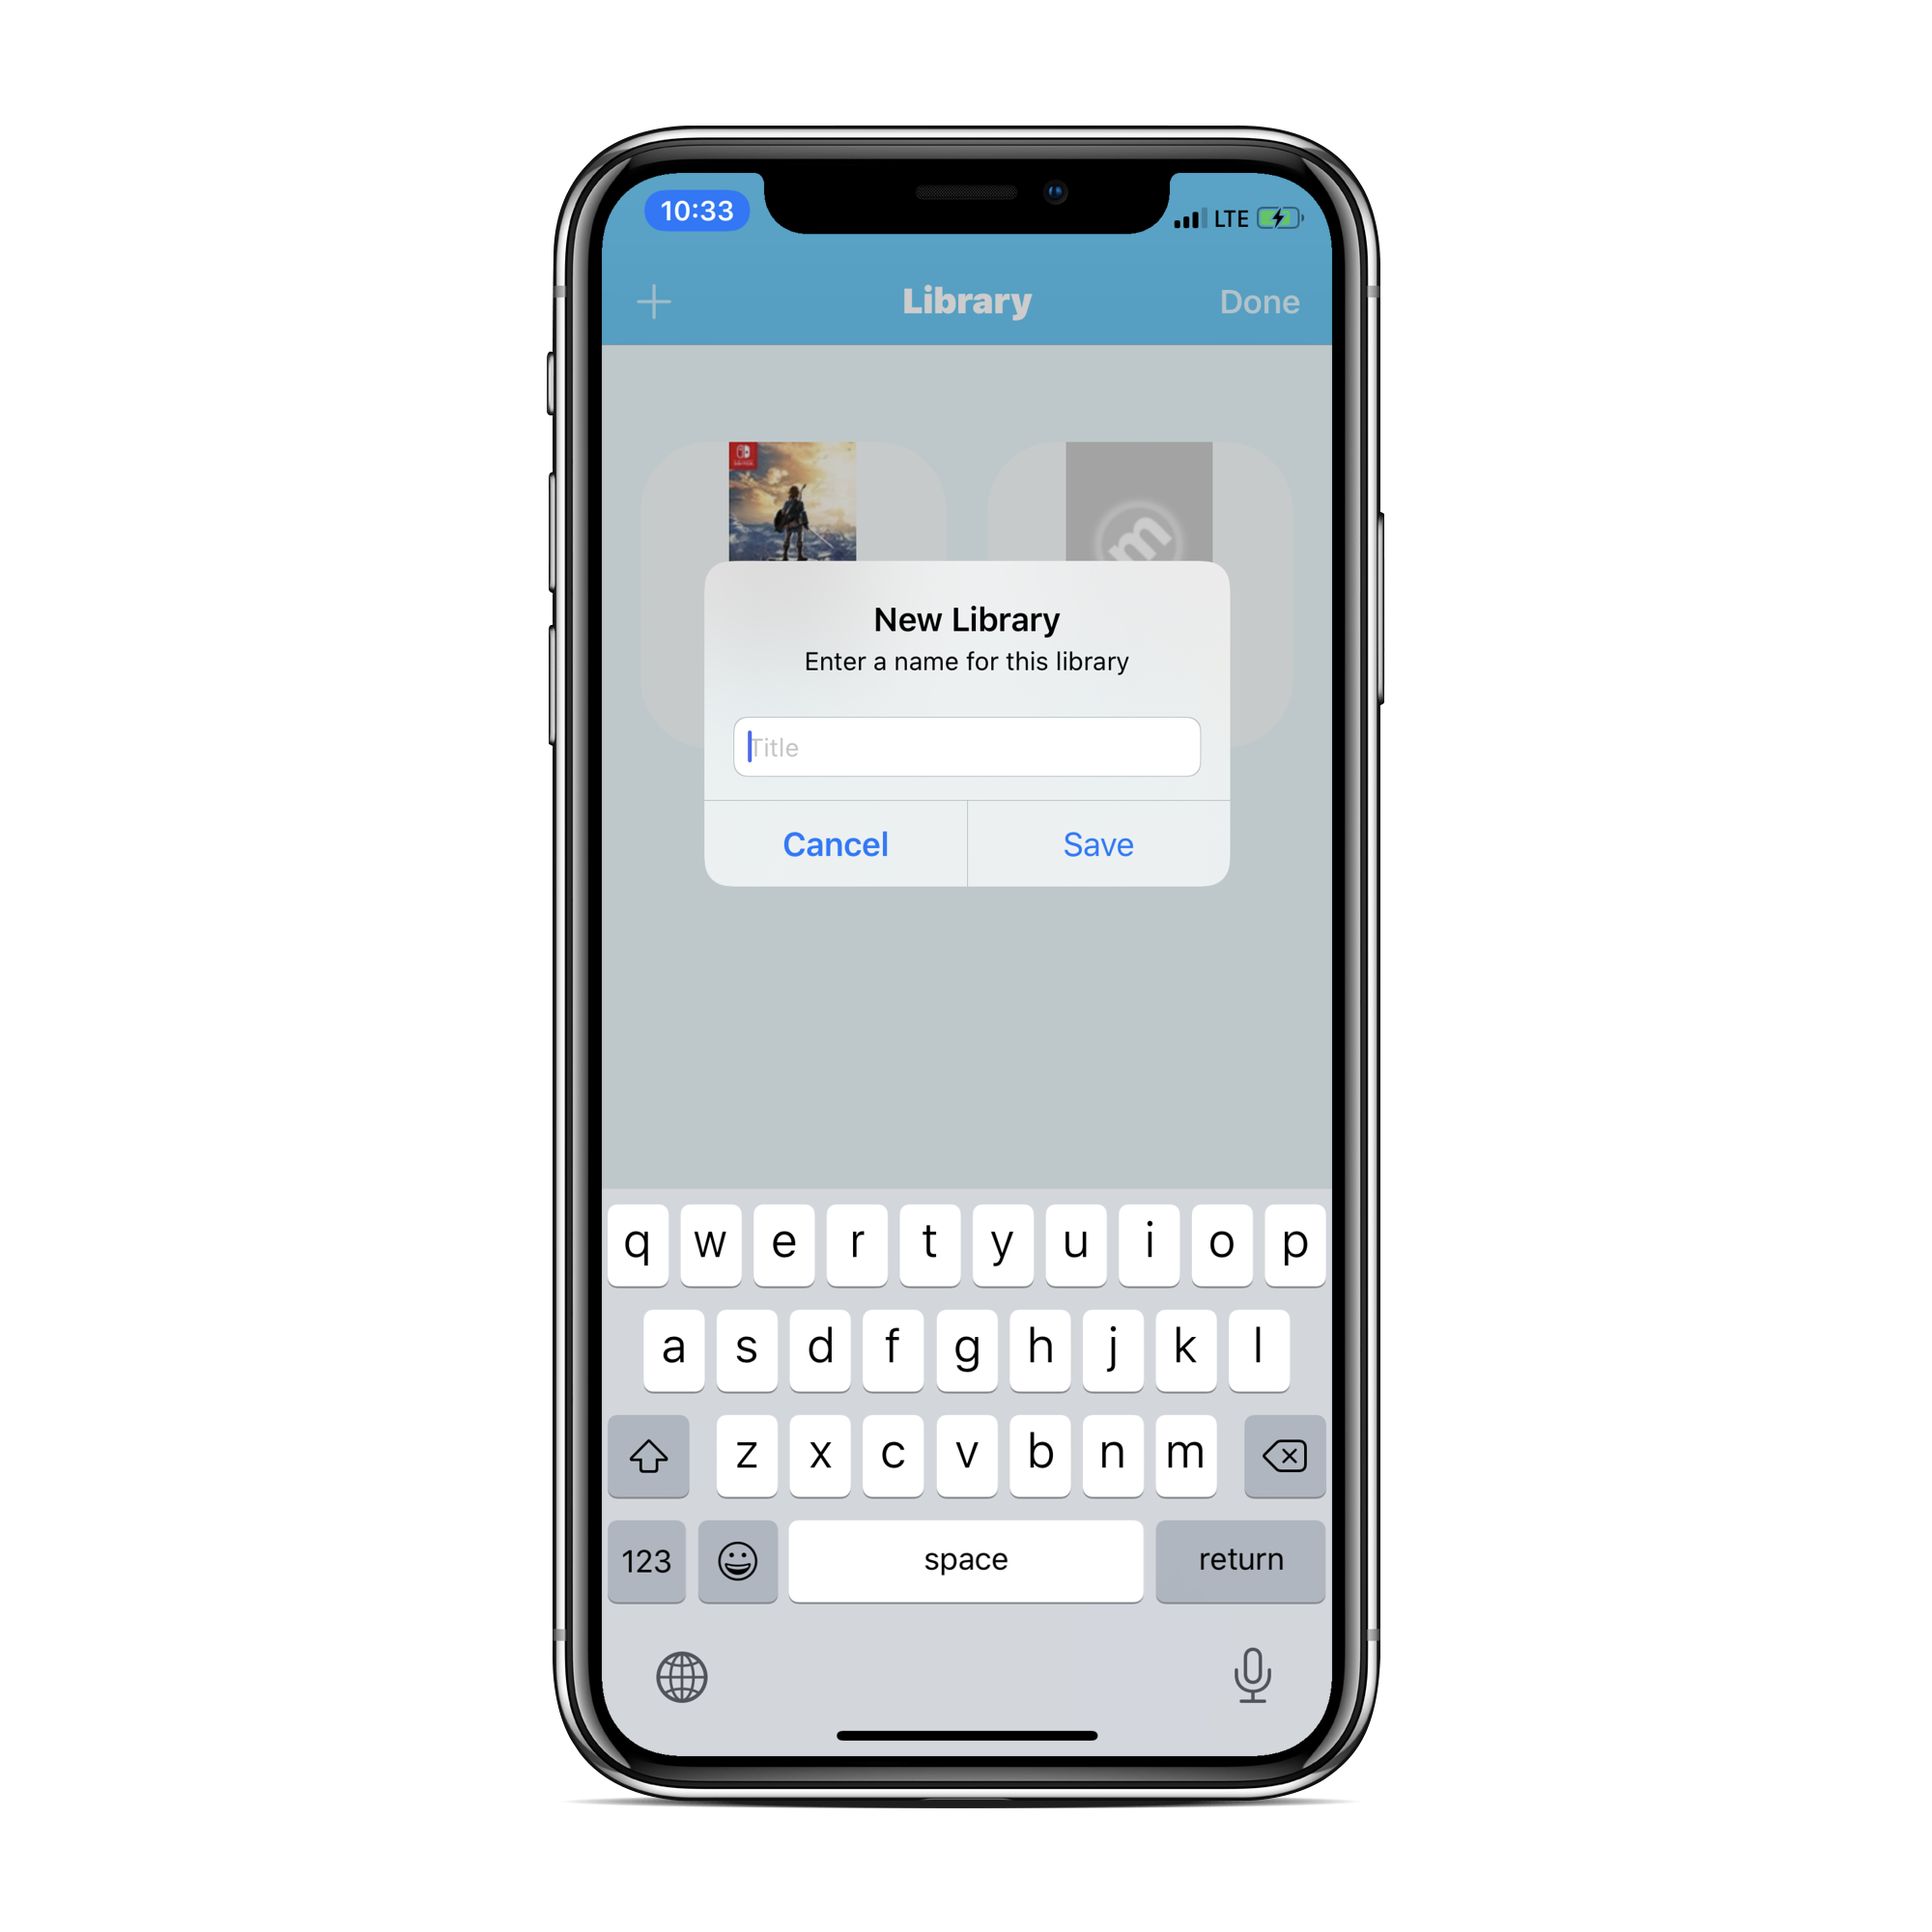 10:33
LTE
Library
Done
m
New Library
Enter a name for this library
Title
Cancel
Save
q w e r t y u i o p
a s d f g h j k l
z x c v b n m
123
space
return